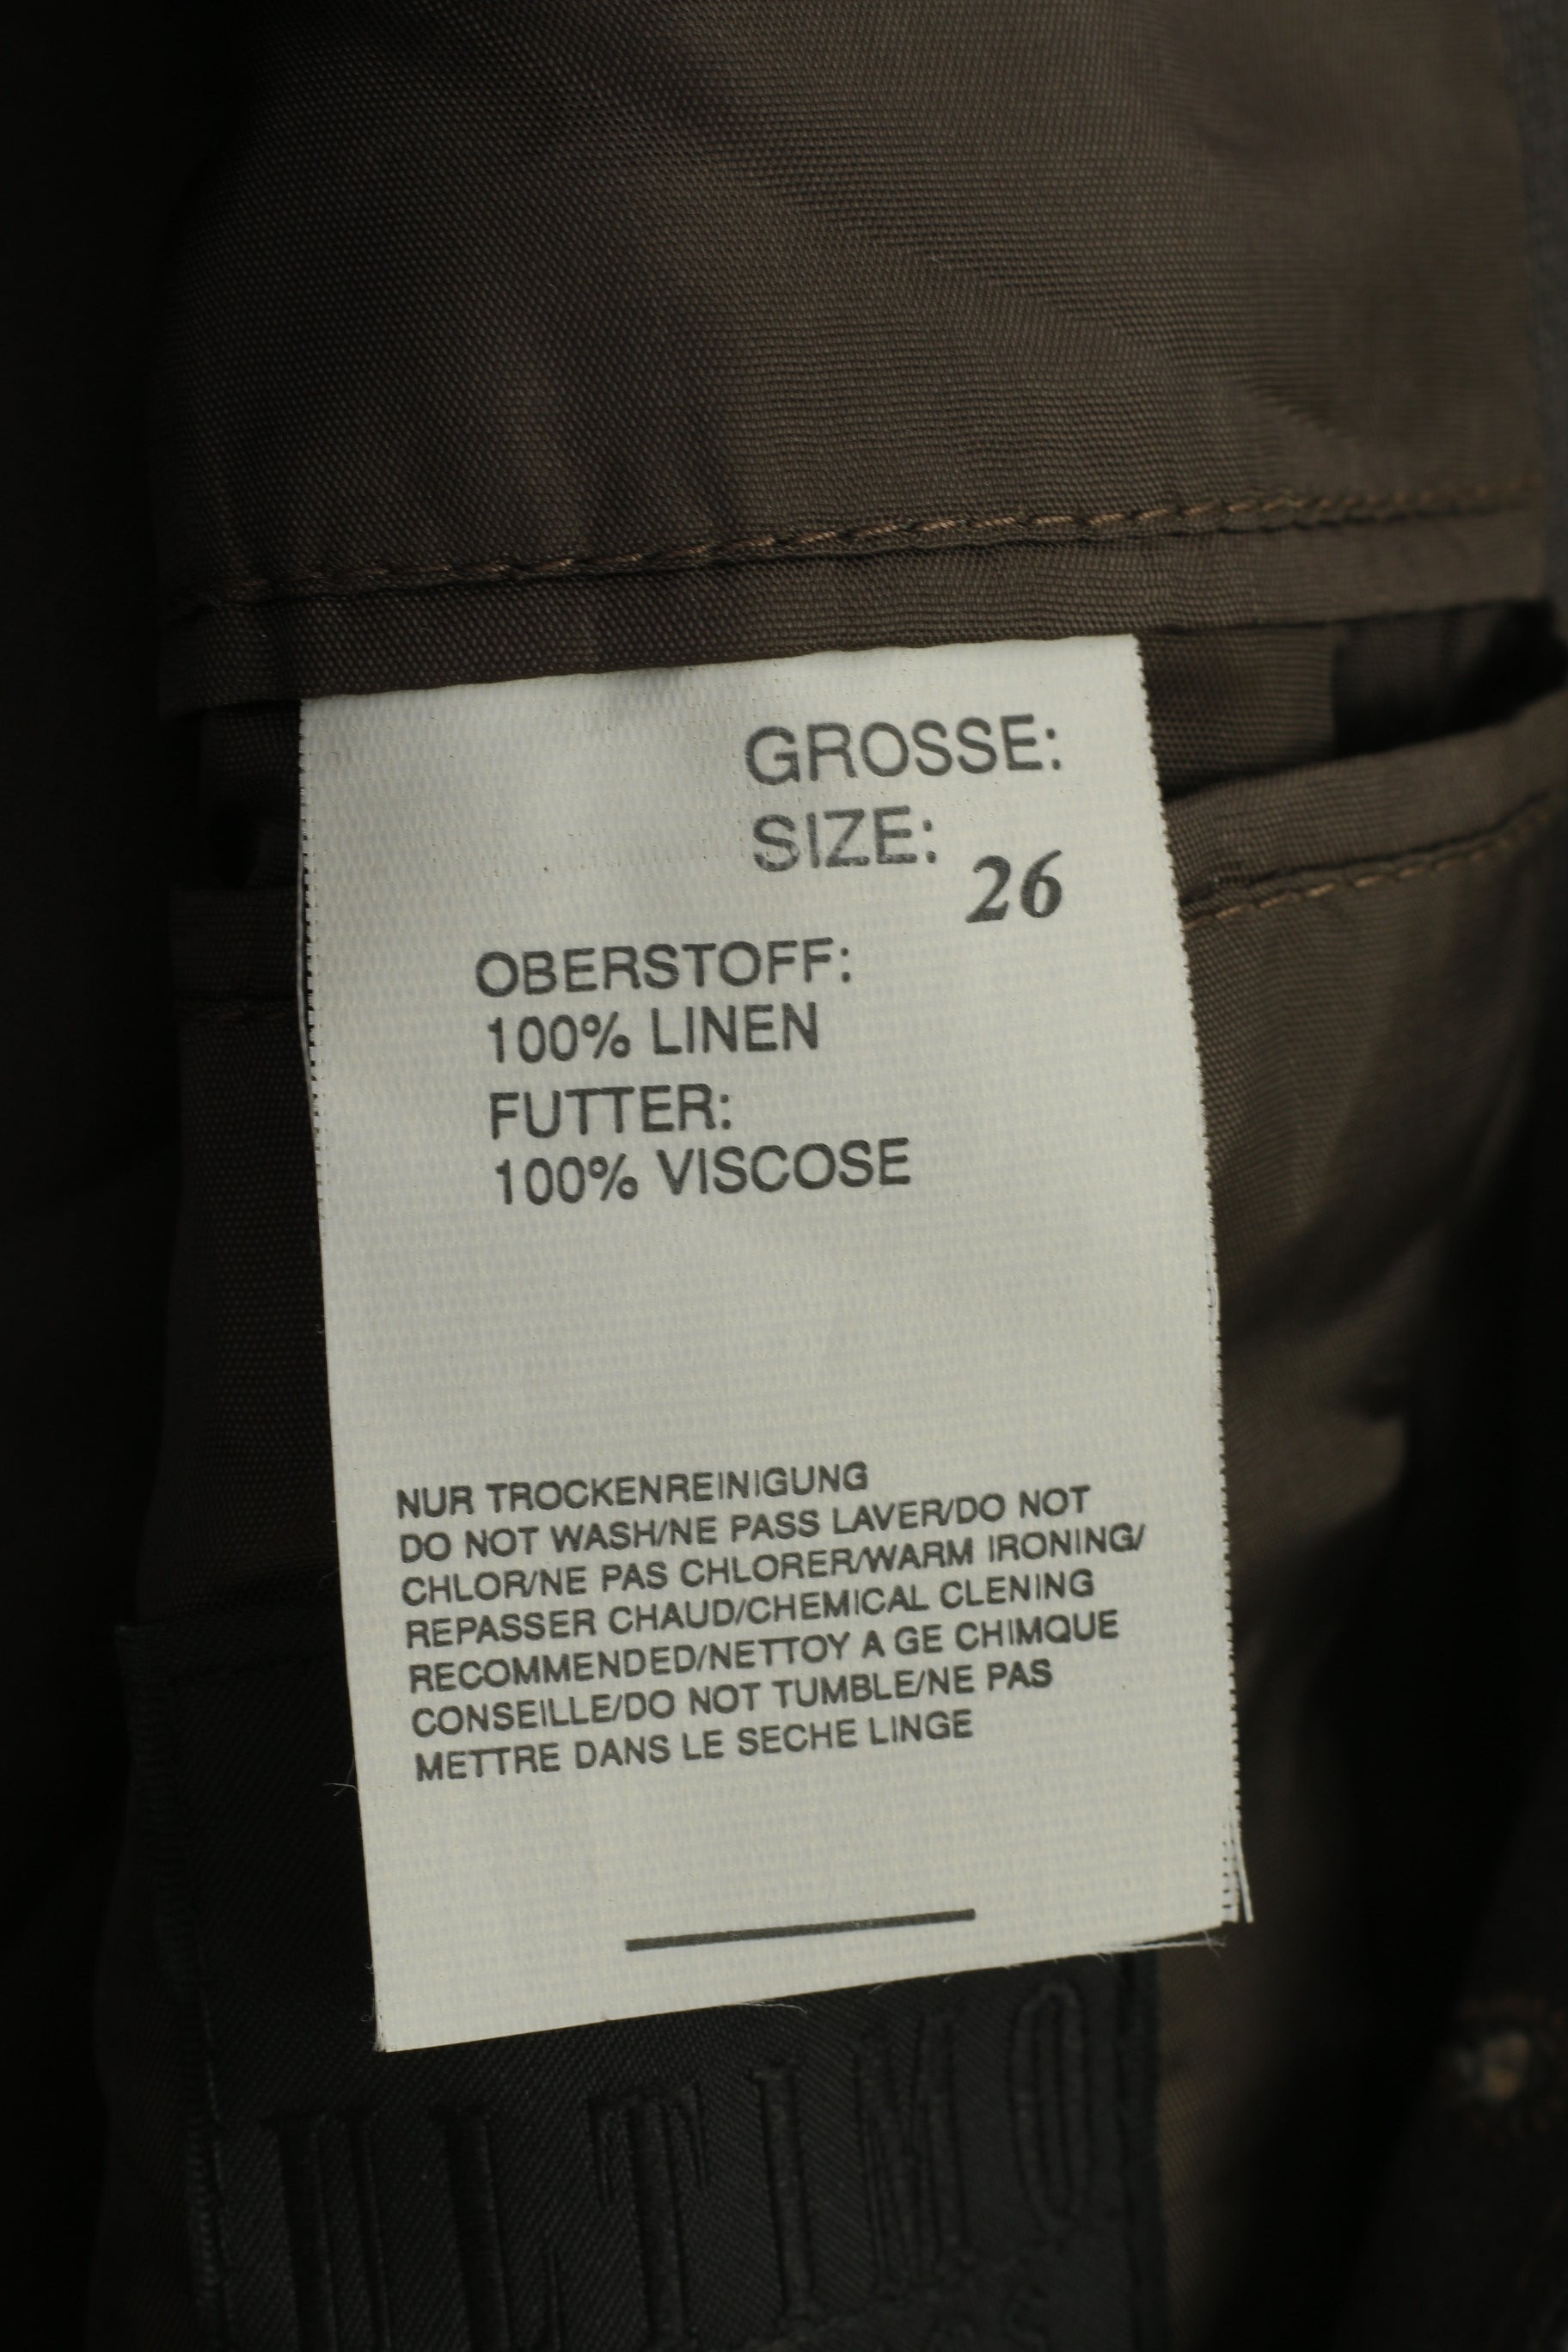 GROSSE:
SIZE:
26
OBERSTOFF:
100% LINEN
FUTTER:
100% VISCOSE
NUR TROCKENREINIGUNG
DO NOT WASH/NE PASS LAVER/DO NOT
CHLOR/NE PAS CHLORER/WARM IRONING/
REPASSER CHAUD/CHEMICAL CLENING
RECOMMENDED/NETTOY A GE CHIMQUE
CONSEILLE/DO NOT TUMBLE/NE PAS
METTRE DANS LE SECHE LINGE
ULTIMO